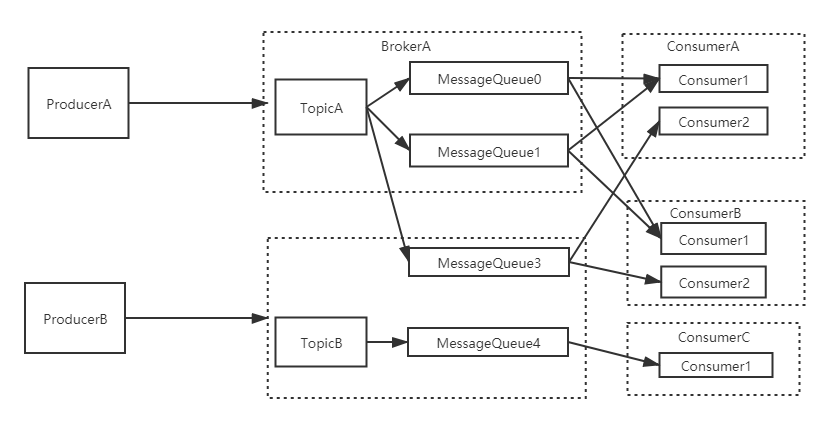 BrokerA
ConsumerA
ProducerA
TopicA
MessageQueue0
Consumer1
MessageQueue1
Consumer2
ConsumerB
Consumer1
MessageQueue3
Consumer2
ProducerB
TopicB
MessageQueue4
ConsumerC
Consumer1